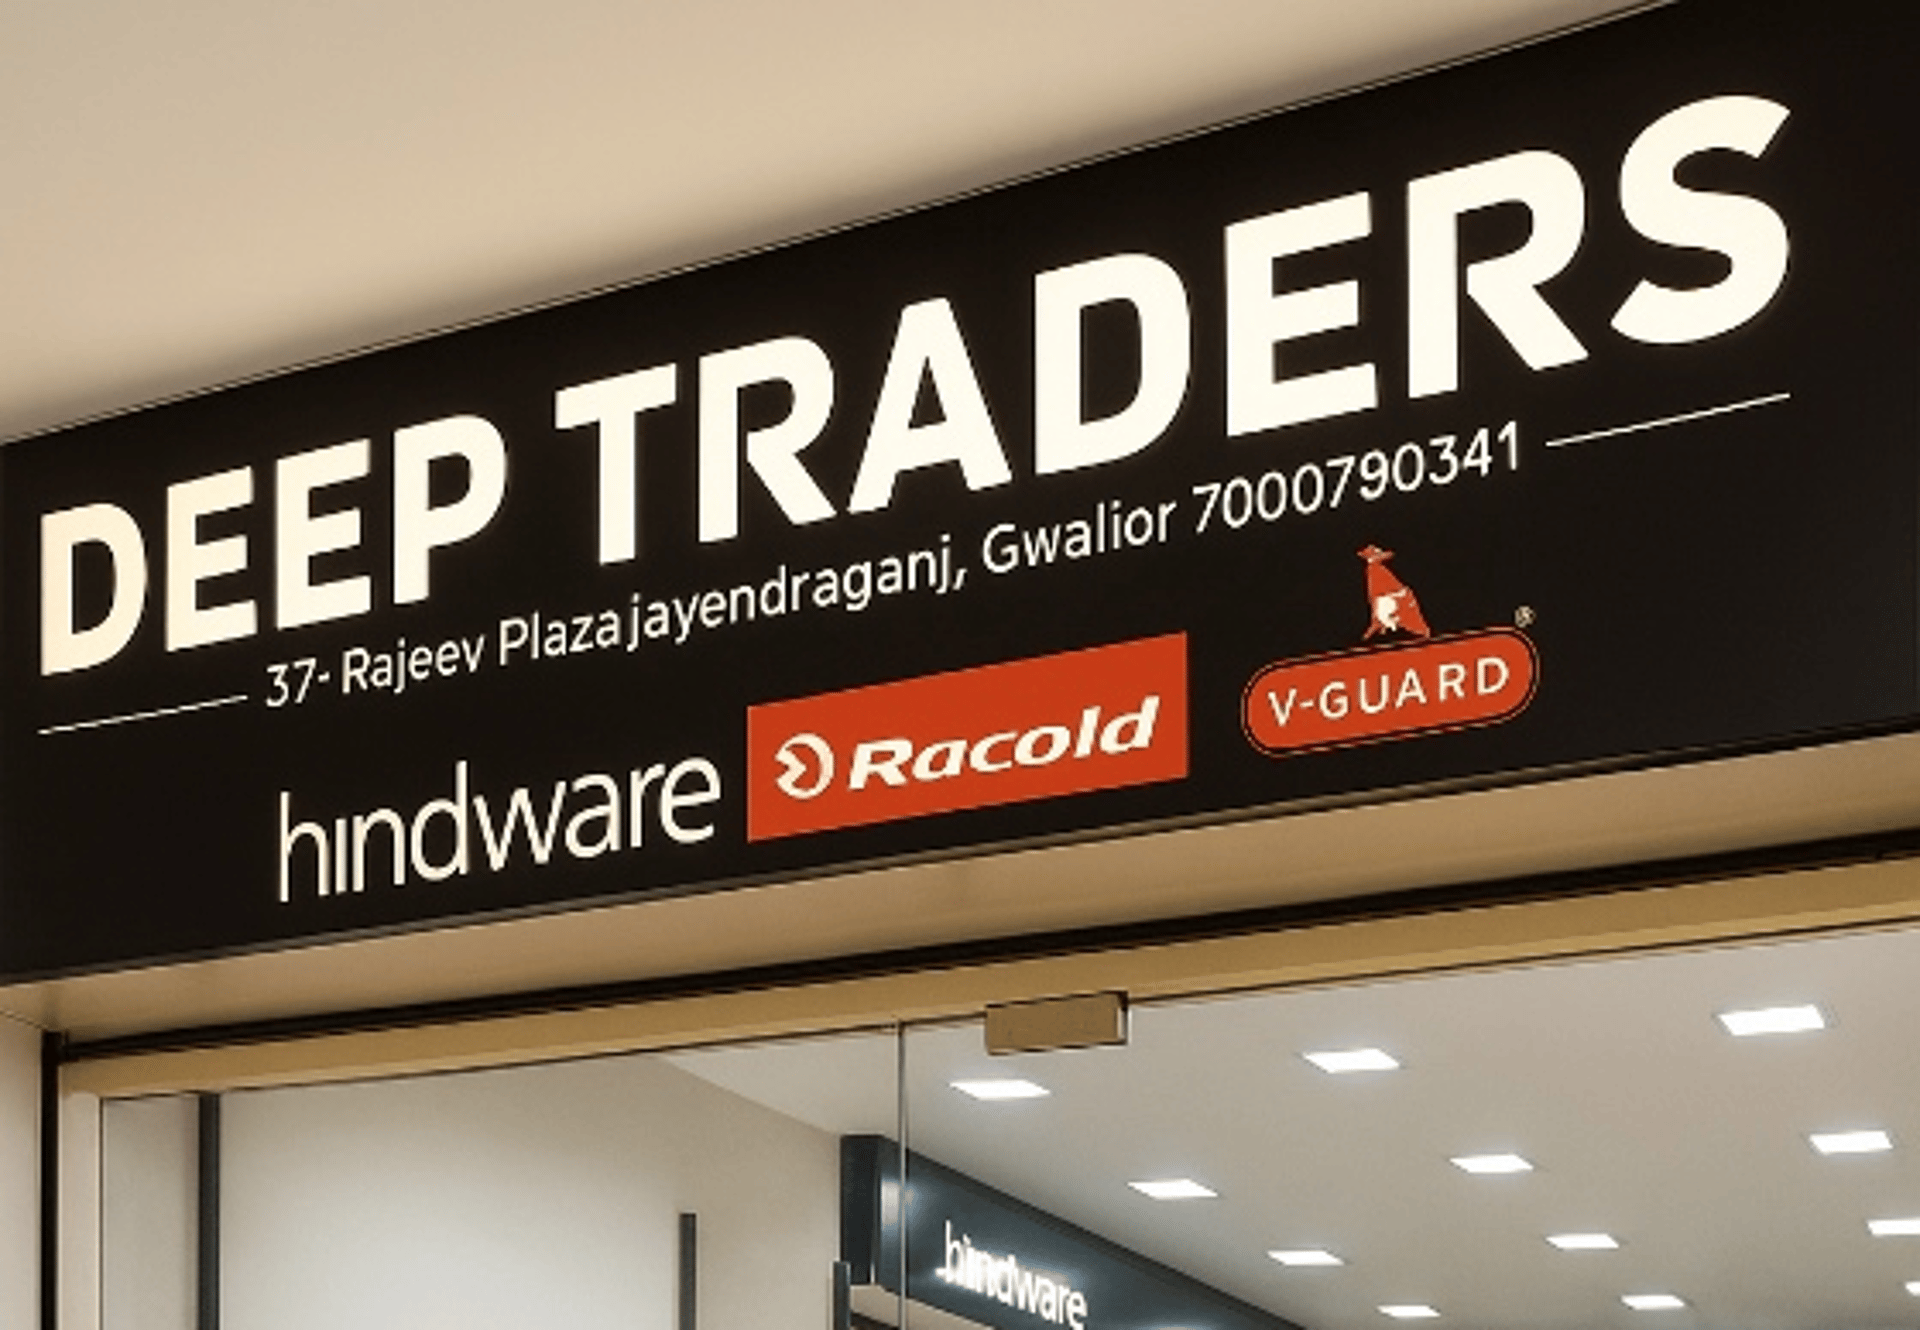 DEEP TRADERS
37- Rajeev Plaza jayendraganj, Gwalior 7000790341
hindware
Racold
V-GUARD
®
hindware